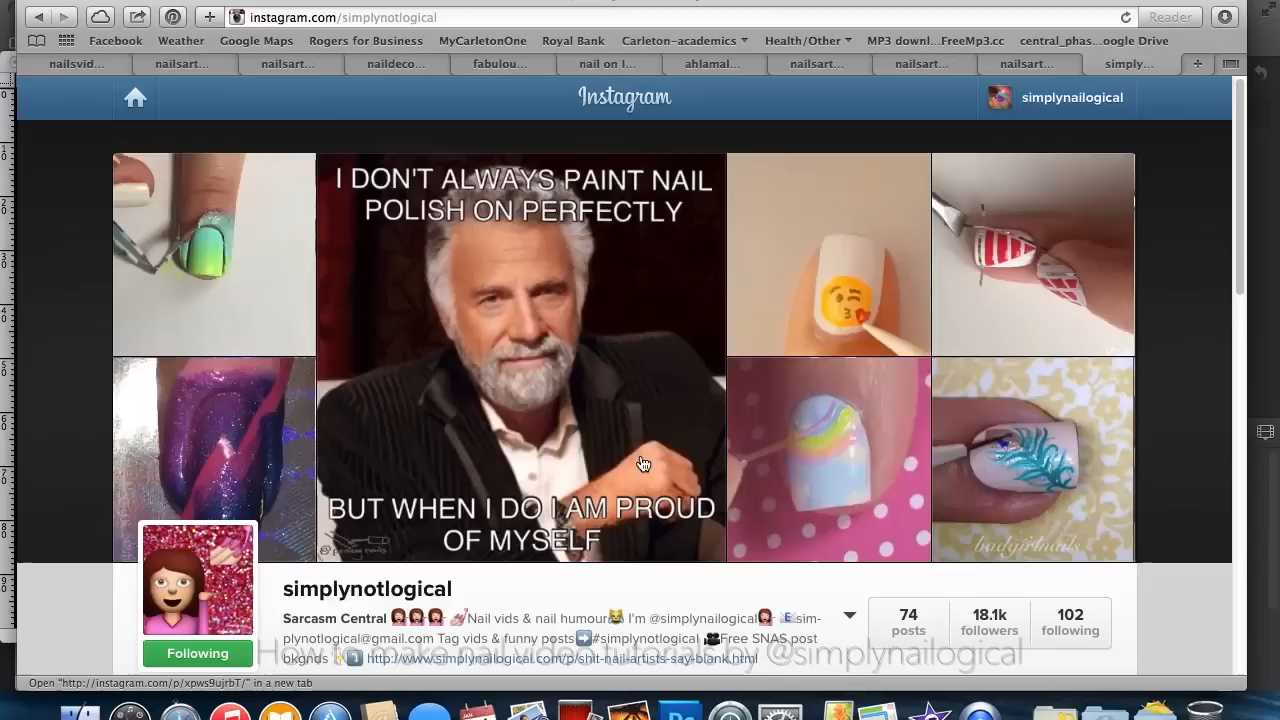 instagram.com/simplynotlogical
Reader
Facebook Weather Google Maps Rogers for Business MyCarletonOne Royal Bank Carleton-academics Health/Other MP3 downl...FreeMp3.cc central_phas...oogle Drive
nailsvid... nailsart... nailsart... naildeco... fabulou... nail on l... ahlamal... nailsart... nailsart... nailsart... simply...
Instagram
simplynailogical
I DON'T ALWAYS PAINT NAIL
POLISH ON PERFECTLY
BUT WHEN I DO I AM PROUD
OF MYSELF
badgirlnails
simplynotlogical
Sarcasm Central Nail vids & nail humour I'm @simplynailogical sim-
plynotlogical@gmail.com Tag vids & funny posts #simplynotlogical Free SNAS post
bkgnds http://www.simplynailogical.com/p/shit-nail-artists-say-blank.html
74 18.1k 102
posts followers following
Following
How to make nail video tutorials by @simplynailogical
Open "http://instagram.com/p/xpws9ujrbT/" in a new tab
JAN
Ps